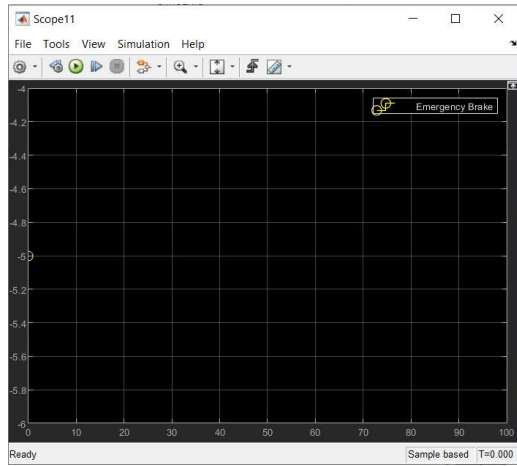 Scope11
File Tools View Simulation Help
Emergency Brake
-4
-4.2
-4.4
-4.6
-4.8
-5
-5.2
-5.4
-5.6
-5.8
-6
0 10 20 30 40 50 60 70 80 90 100
Ready Sample based T=0.000